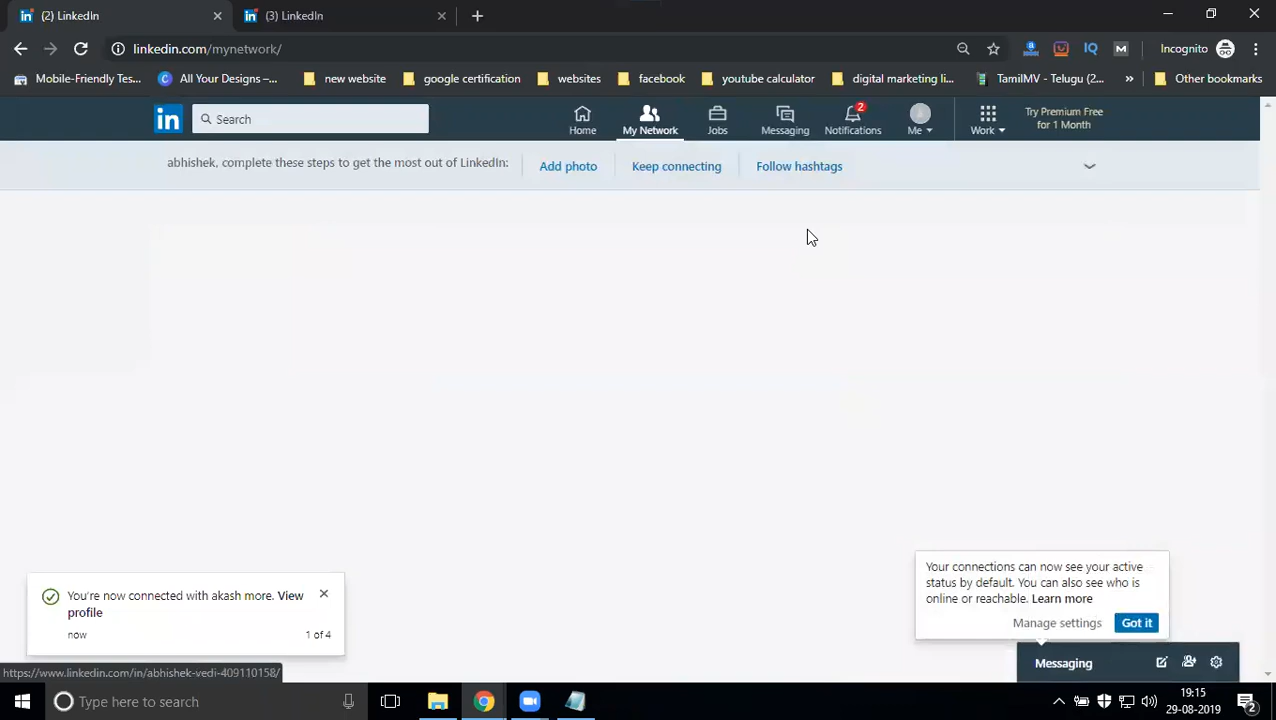 (2) LinkedIn
(3) LinkedIn
linkedin.com/mynetwork/
Incognito
Mobile-Friendly Tes...
All Your Designs –...
new website
google certification
websites
facebook
youtube calculator
digital marketing li...
TamilMV - Telugu (2...
Other bookmarks
in
Search
Home
My Network
Jobs
Messaging
2
Notifications
Me
Work
Try Premium Free
for 1 Month
abhishek, complete these steps to get the most out of LinkedIn:
Add photo
Keep connecting
Follow hashtags
Your connections can now see your active
status by default. You can also see who is
online or reachable. Learn more
Manage settings
Got it
You're now connected with akash more. View
profile
now
1 of 4
Messaging
https://www.linkedin.com/in/abhishek-vedi-409110158/
Type here to search
19:15
29-08-2019
2